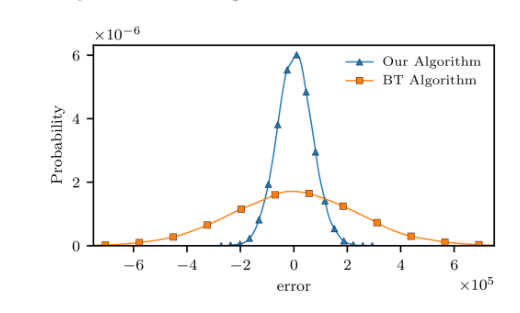 ×10⁻⁶
Our Algorithm
BT Algorithm
6
4
2
0
Probability
−6 −4 −2 0 2 4 6
×10⁵
error